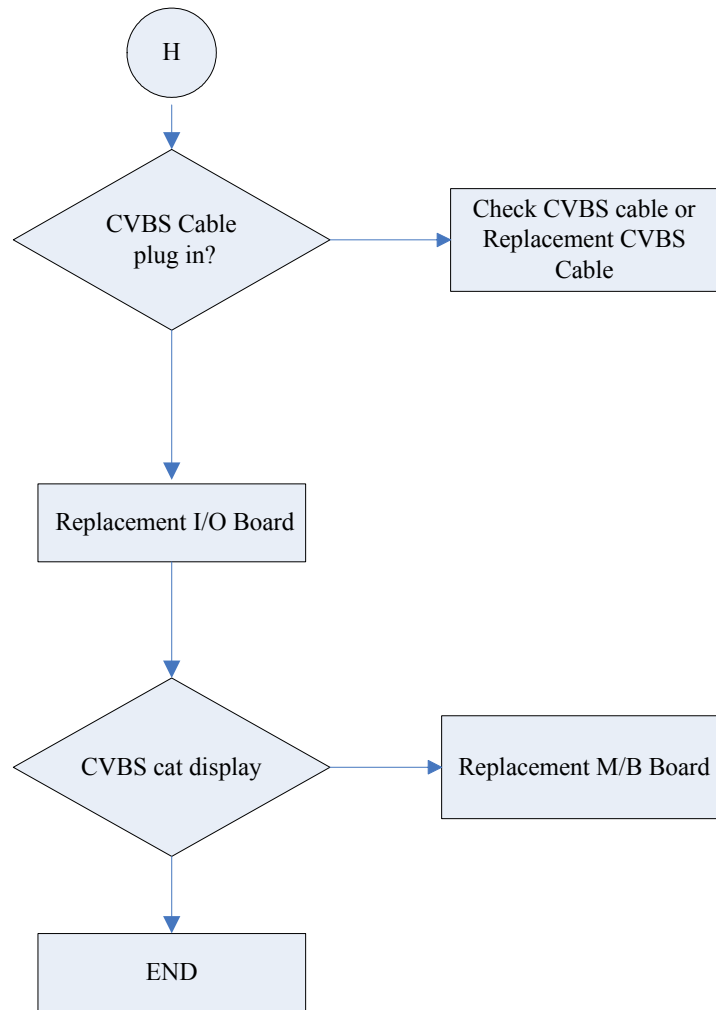 H
CVBS Cable
plug in?
Check CVBS cable or
Replacement CVBS
Cable
Replacement I/O Board
CVBS cat display
Replacement M/B Board
END